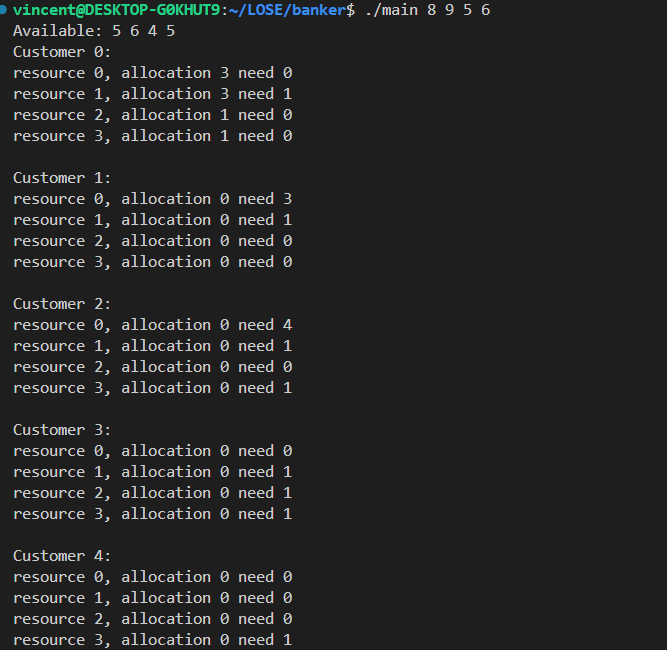 vincent@DESKTOP-G0KHUT9:~/LOSE/banker$ ./main 8 9 5 6
Available: 5 6 4 5
Customer 0:
resource 0, allocation 3 need 0
resource 1, allocation 3 need 1
resource 2, allocation 1 need 0
resource 3, allocation 1 need 0
Customer 1:
resource 0, allocation 0 need 3
resource 1, allocation 0 need 1
resource 2, allocation 0 need 0
resource 3, allocation 0 need 0
Customer 2:
resource 0, allocation 0 need 4
resource 1, allocation 0 need 1
resource 2, allocation 0 need 0
resource 3, allocation 0 need 1
Customer 3:
resource 0, allocation 0 need 0
resource 1, allocation 0 need 1
resource 2, allocation 0 need 1
resource 3, allocation 0 need 1
Customer 4:
resource 0, allocation 0 need 0
resource 1, allocation 0 need 0
resource 2, allocation 0 need 0
resource 3, allocation 0 need 1